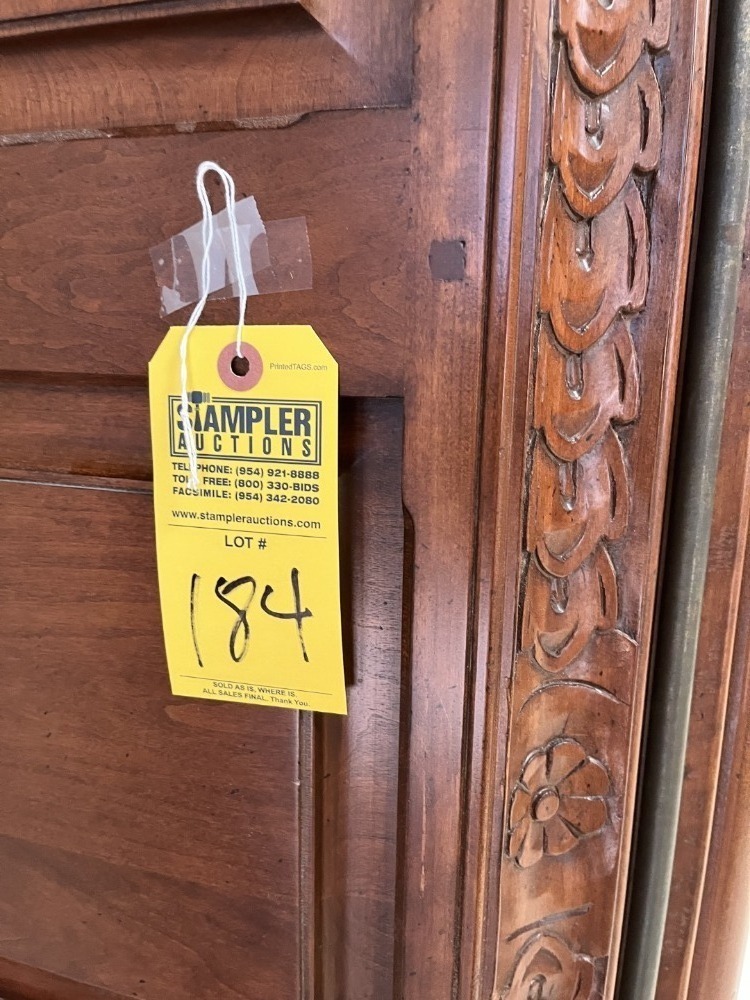 PrintedTAGS.com
STAMPLER
AUCTIONS
TELEPHONE: (954) 921-8888
TOLL FREE: (800) 330-BIDS
FACSIMILE: (954) 342-2080
www.stamplerauctions.com
LOT #
184
SOLD AS IS, WHERE IS.
ALL SALES FINAL. Thank You.